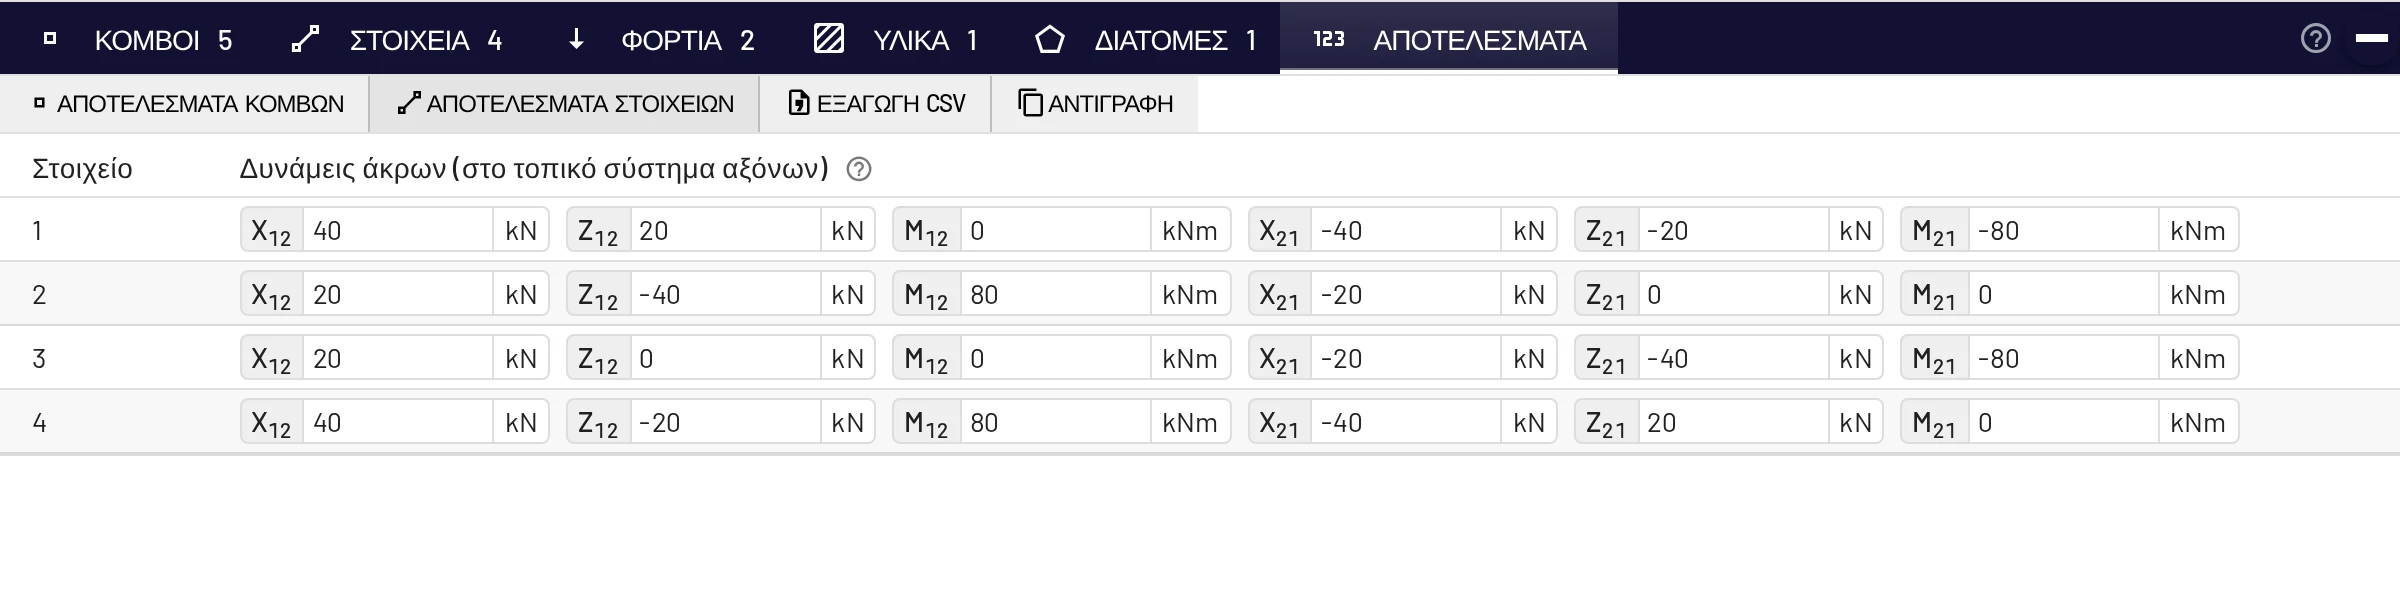 ΚΟΜΒΟΙ 5 ΣΤΟΙΧΕΙΑ 4 ΦΟΡΤΙΑ 2 ΥΛΙΚΑ 1 ΔΙΑΤΟΜΕΣ 1 123 ΑΠΟΤΕΛΕΣΜΑΤΑ ?
ΑΠΟΤΕΛΕΣΜΑΤΑ ΚΟΜΒΩΝ ΑΠΟΤΕΛΕΣΜΑΤΑ ΣΤΟΙΧΕΙΩΝ ΕΞΑΓΩΓΗ CSV ΑΝΤΙΓΡΑΦΗ
Στοιχείο Δυνάμεις άκρων (στο τοπικό σύστημα αξόνων) ?
1 X₁₂ 40 kN Z₁₂ 20 kN M₁₂ 0 kNm X₂₁ -40 kN Z₂₁ -20 kN M₂₁ -80 kNm
2 X₁₂ 20 kN Z₁₂ -40 kN M₁₂ 80 kNm X₂₁ -20 kN Z₂₁ 0 kN M₂₁ 0 kNm
3 X₁₂ 20 kN Z₁₂ 0 kN M₁₂ 0 kNm X₂₁ -20 kN Z₂₁ -40 kN M₂₁ -80 kNm
4 X₁₂ 40 kN Z₁₂ -20 kN M₁₂ 80 kNm X₂₁ -40 kN Z₂₁ 20 kN M₂₁ 0 kNm